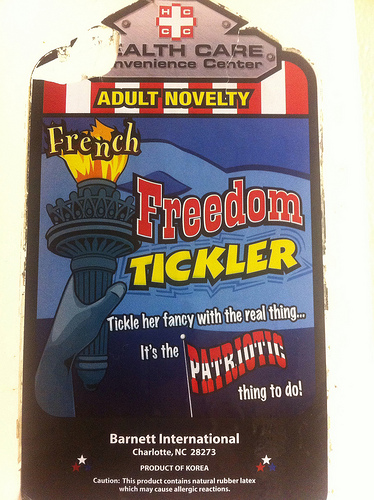 H C
C C
EALTH CARE
nvenience Center
ADULT NOVELTY
French
Freedom
TICKLER
Tickle her fancy with the real thing...
It's the PATRIOTIC
thing to do!
Barnett International
Charlotte, NC 28273
PRODUCT OF KOREA
Caution: This product contains natural rubber latex
which may cause allergic reactions.